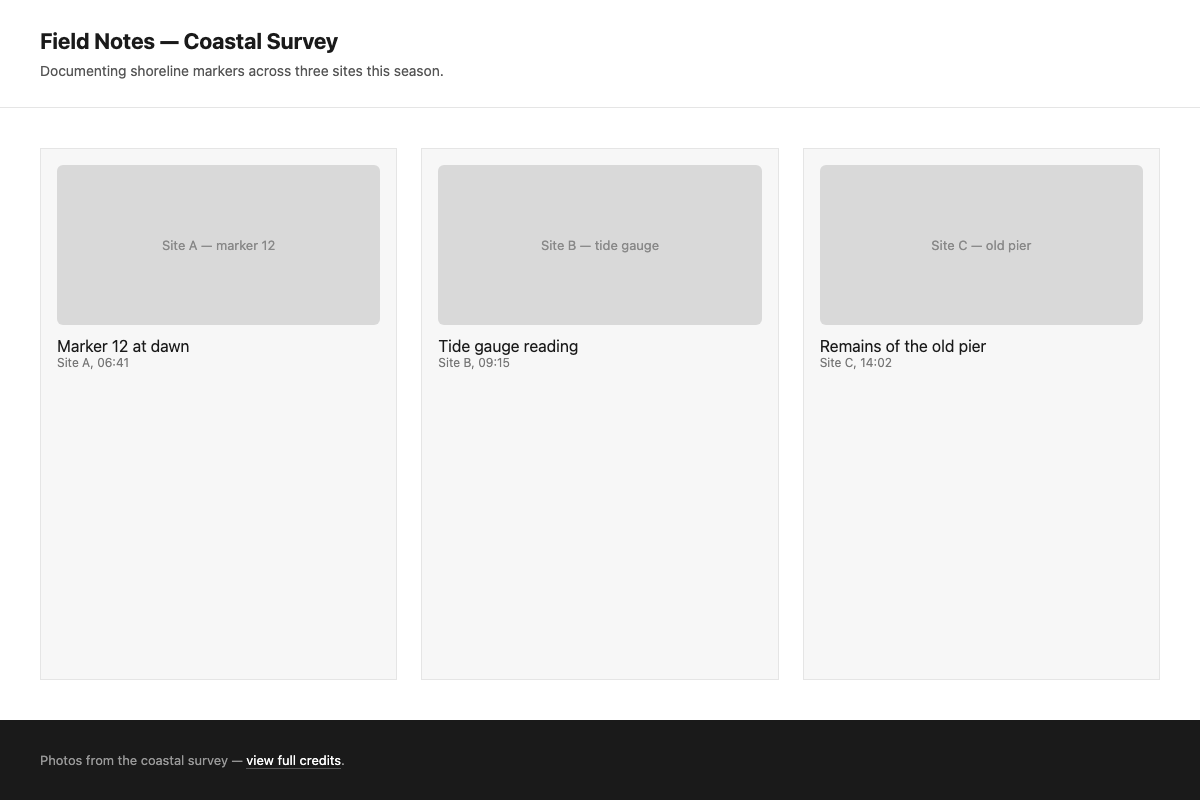 Field Notes — Coastal Survey
Documenting shoreline markers across three sites this season.
Site A — marker 12
Marker 12 at dawn
Site A, 06:41
Site B — tide gauge
Tide gauge reading
Site B, 09:15
Site C — old pier
Remains of the old pier
Site C, 14:02
Photos from the coastal survey — view full credits.